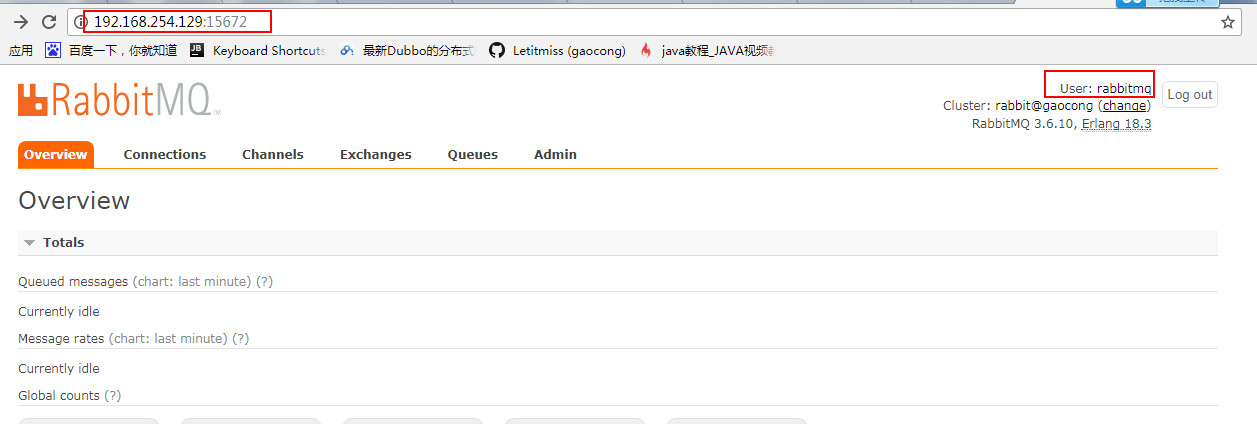 192.168.254.129:15672
应用 百度一下，你就知道 Keyboard Shortcuts 最新Dubbo的分布式 Letitmiss (gaocong) java教程_JAVA视频
RabbitMQ™
User: rabbitmq
Log out
Cluster: rabbit@gaocong (change)
RabbitMQ 3.6.10, Erlang 18.3
Overview Connections Channels Exchanges Queues Admin
Overview
Totals
Queued messages (chart: last minute) (?)
Currently idle
Message rates (chart: last minute) (?)
Currently idle
Global counts (?)